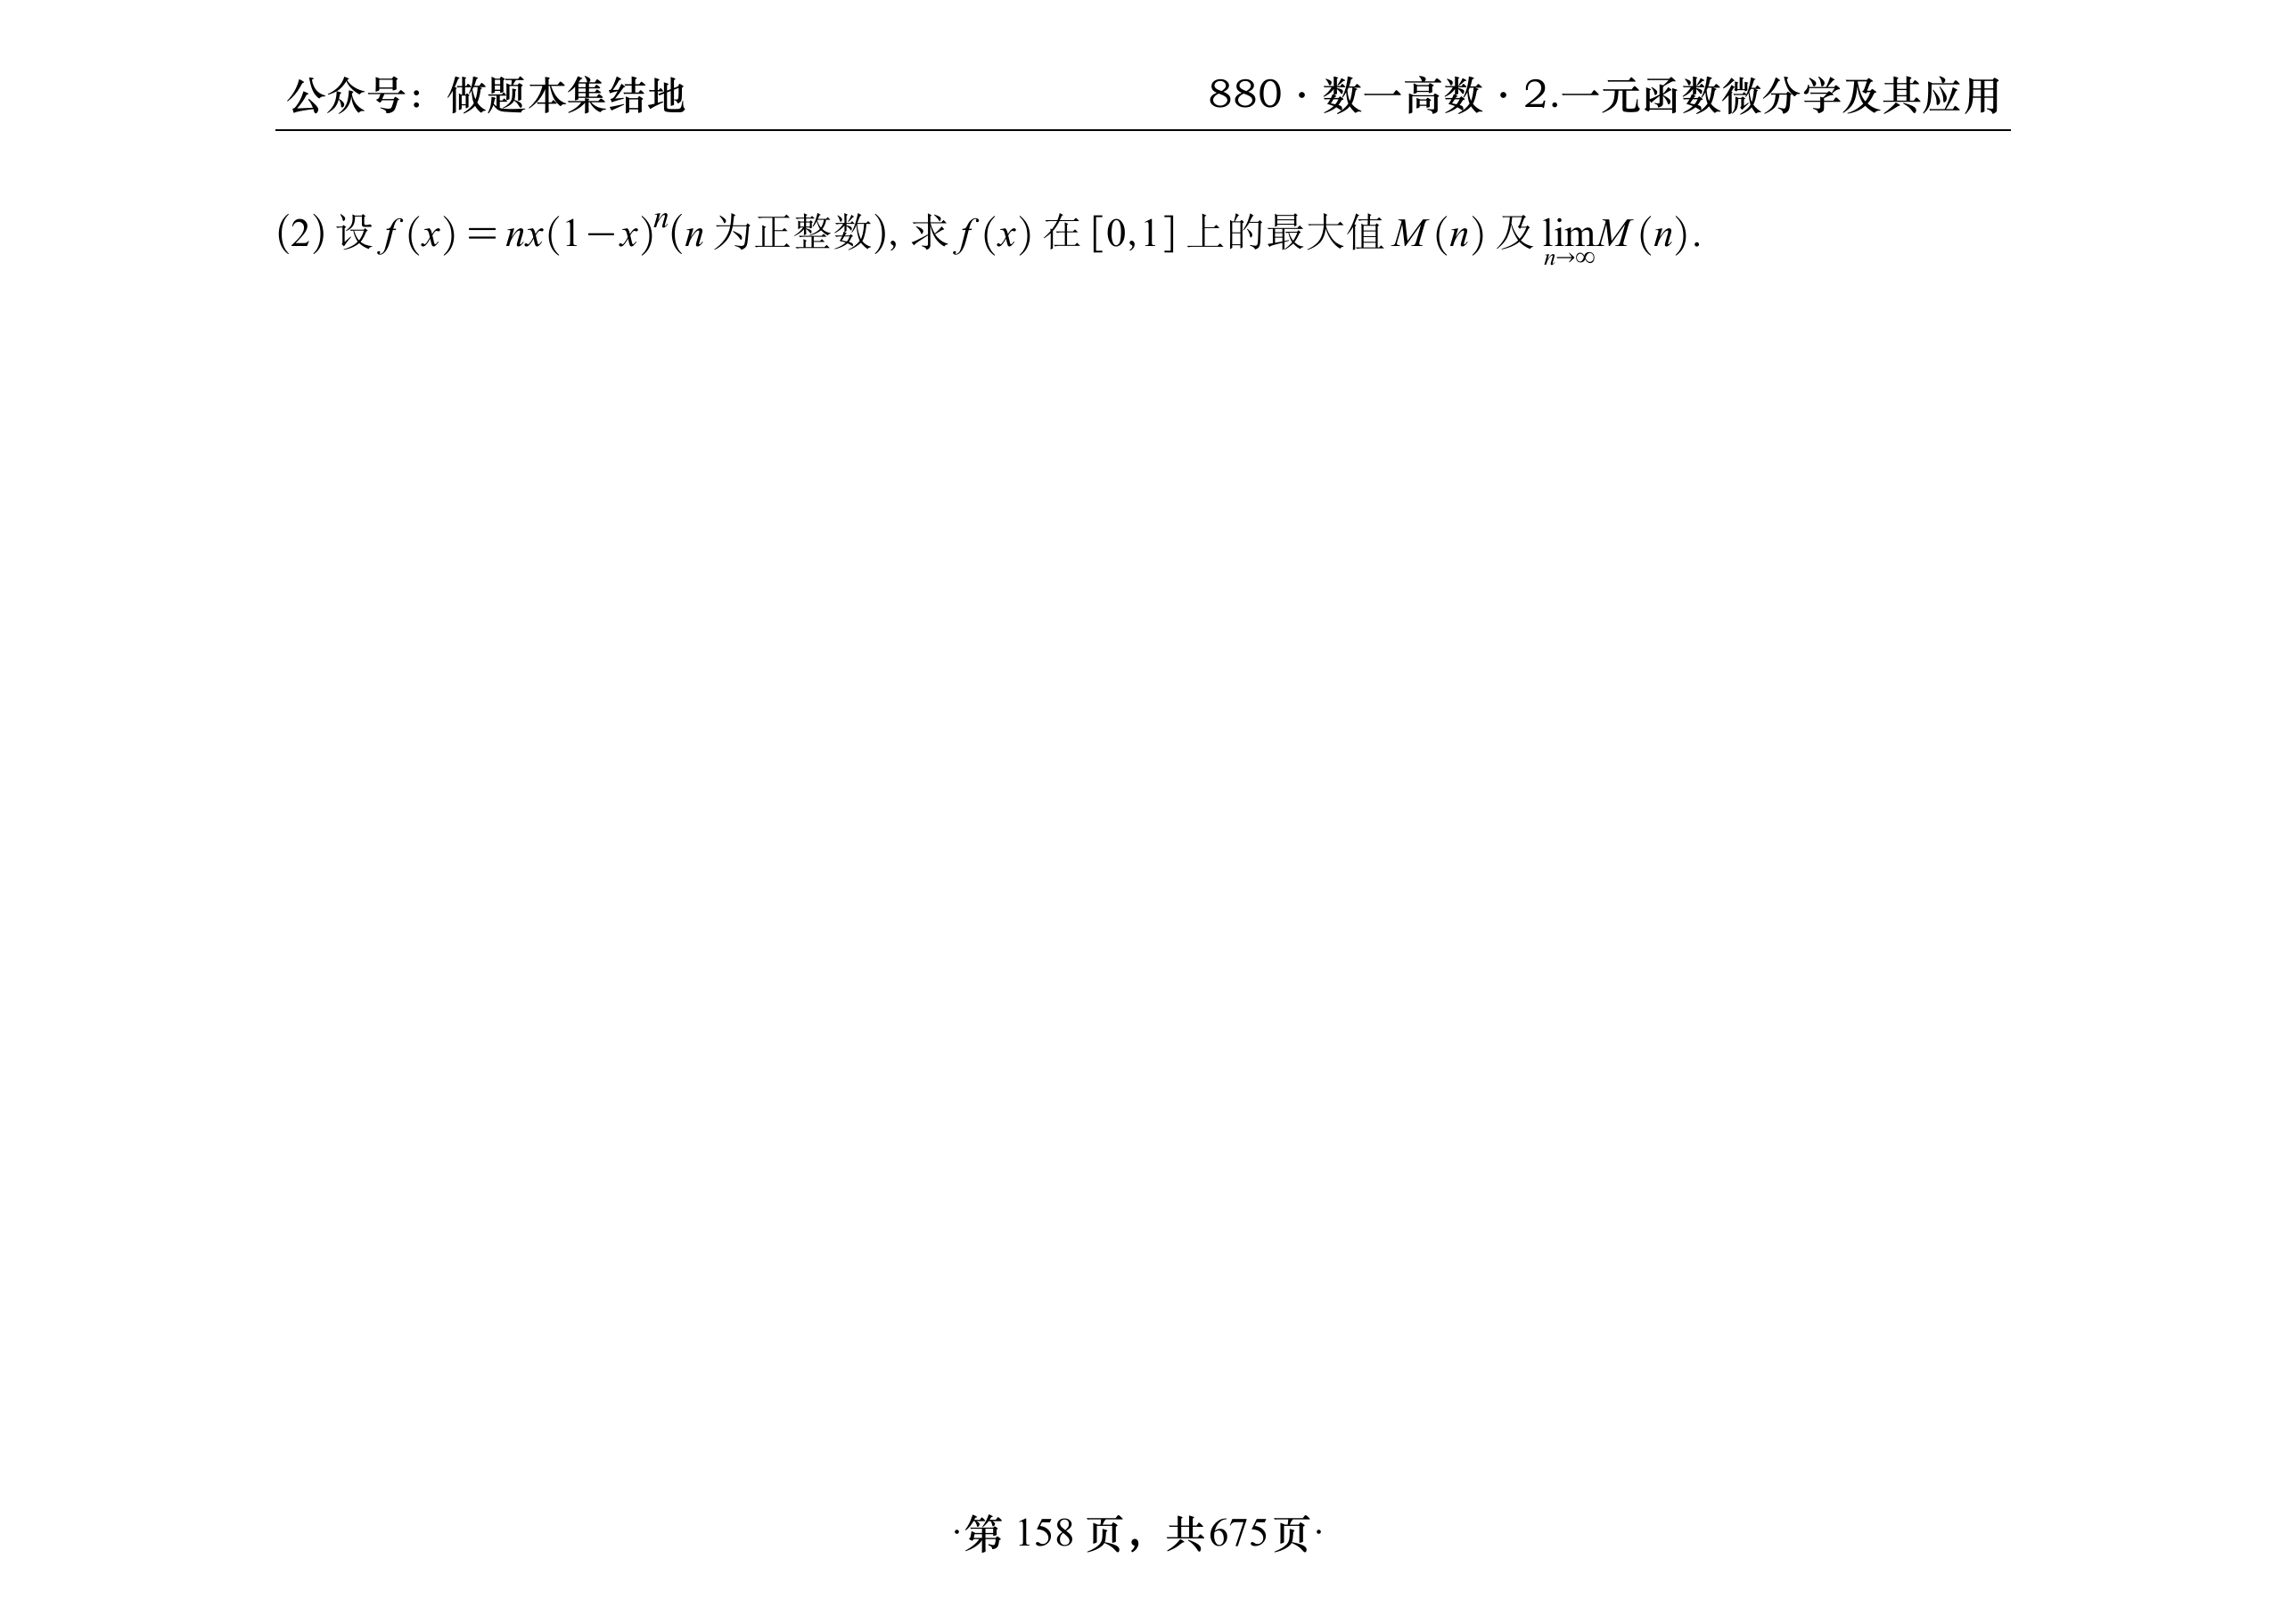 公众号：做题本集结地
880·数一高数·2.一元函数微分学及其应用
(2) 设 f(x)=nx(1−x)^n(n 为正整数), 求 f(x) 在 [0,1] 上的最大值 M(n) 及 lim_{n→∞} M(n).
·第 158 页，共675页·